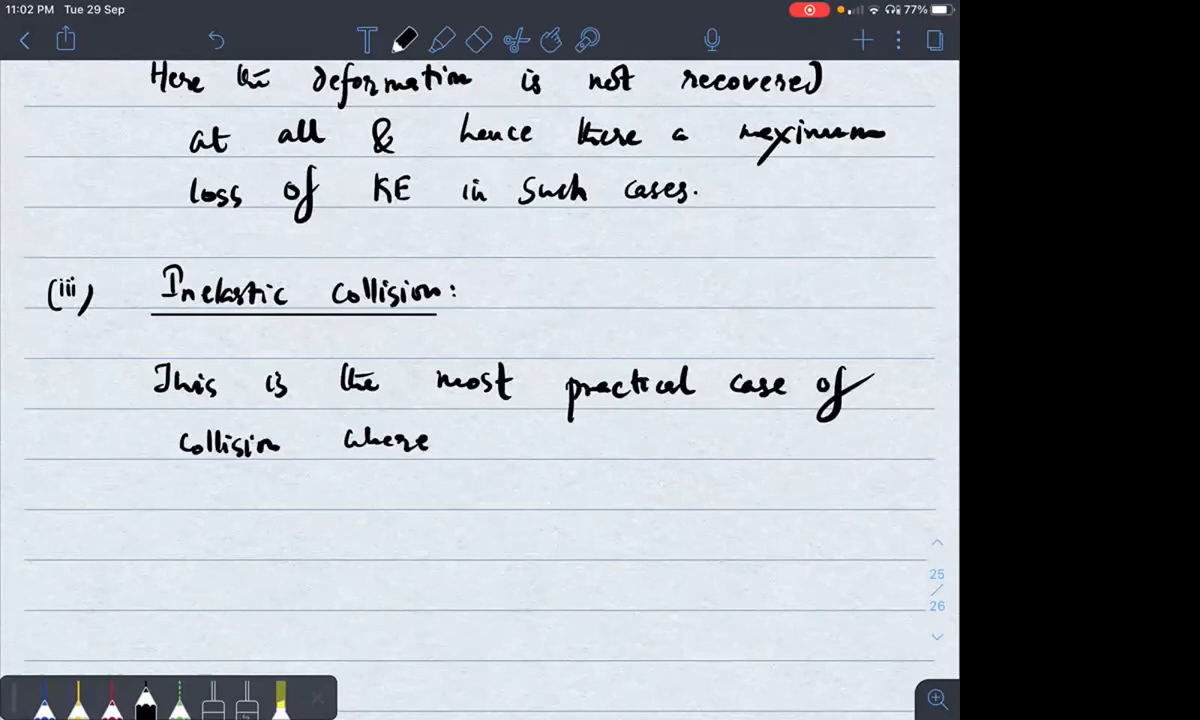 11:02 PM Tue 29 Sep 77%
Here the deformation is not recovered
at all & hence there a maximum
loss of KE in such cases.
(iii) Inelastic collision:
This is the most practical case of
collision where
25
/
26